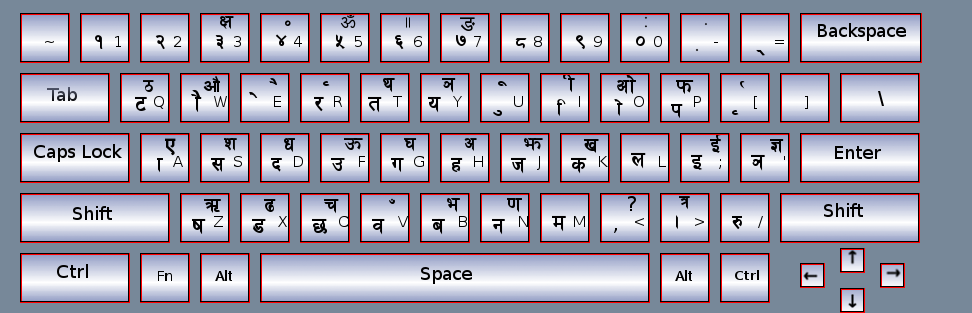 क्ष ॰ ॐ ॥ ङ : Backspace
~ १ 1 २ 2 ३ 3 ४ 4 ५ 5 ६ 6 ७ 7 ८ 8 ९ 9 ० 0 . - ् =
Tab ठ औ ै थ ञ ू ी ओ फ ृ
ट Q ौ W े E र R त T य Y ु U ि I ो O प P [ ] \
Caps Lock ए श ध ऊ घ अ झ ख ई ज्ञ Enter
ा A स S द D उ F ग G ह H ज J क K ल L इ ; ञ '
Shift ऋ ढ च भ ण ? त्र Shift
ष Z ड X छ C व V ब B न N म M , < । > रु /
Ctrl Fn Alt Space Alt Ctrl ← ↑ → ↓